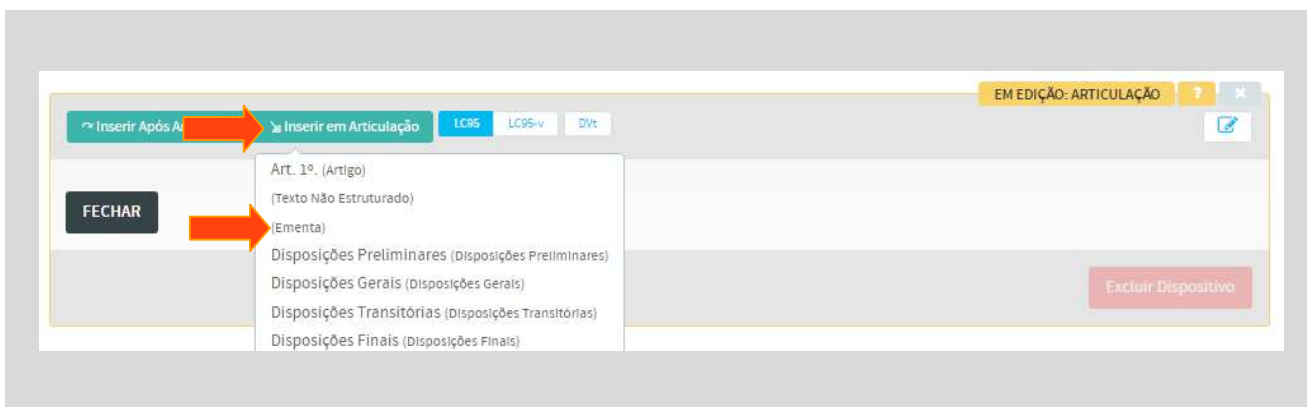 EM EDIÇÃO: ARTICULAÇÃO ? ×
Inserir Após Inserir em Articulação LC95 LC95-v DVt
Art. 1º. (Artigo)
(Texto Não Estruturado)
FECHAR
(Ementa)
Disposições Preliminares (Disposições Preliminares)
Disposições Gerais (Disposições Gerais)
Excluir Dispositivo
Disposições Transitórias (Disposições Transitórias)
Disposições Finais (Disposições Finais)